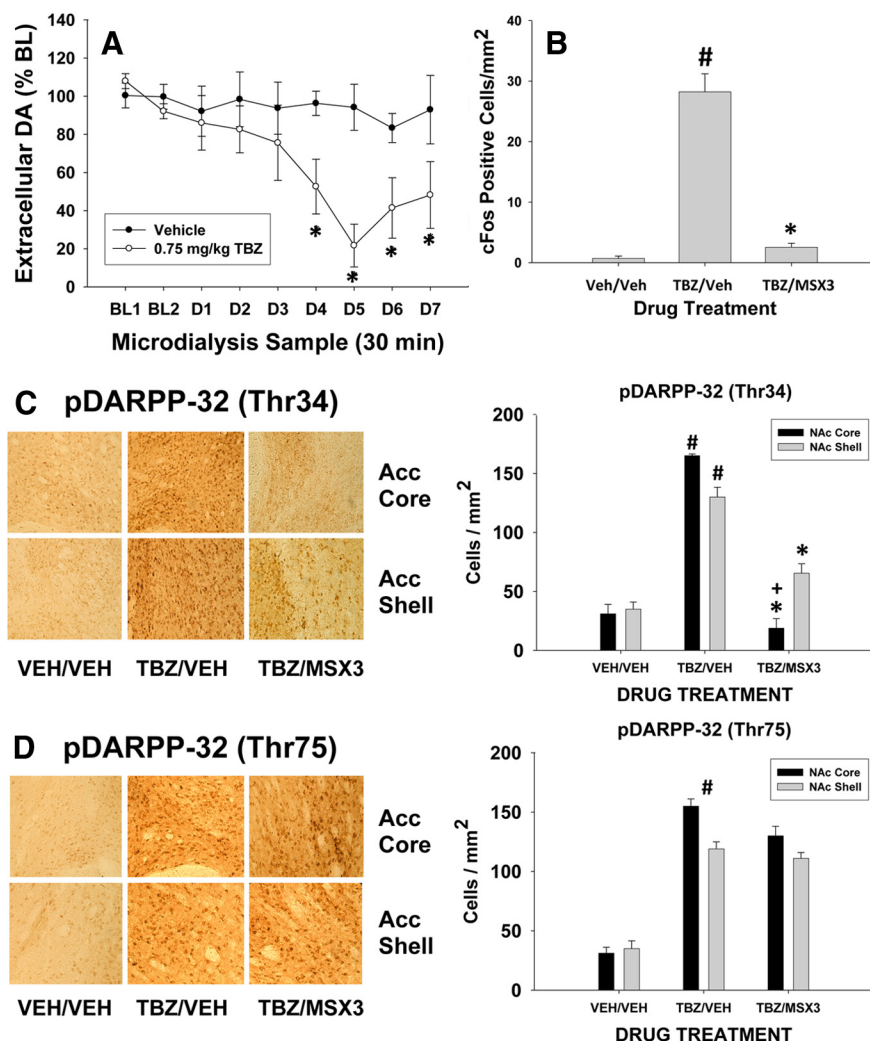 A
Extracellular DA (% BL)
140
120
100
80
60
40
20
0
Vehicle
0.75 mg/kg TBZ
*
*
*
*
BL1 BL2 D1 D2 D3 D4 D5 D6 D7
Microdialysis Sample (30 min)
B
cFos Positive Cells/mm2
40
30
20
10
0
#
*
Veh/Veh TBZ/Veh TBZ/MSX3
Drug Treatment
C pDARPP-32 (Thr34)
Acc
Core
Acc
Shell
VEH/VEH TBZ/VEH TBZ/MSX3
pDARPP-32 (Thr34)
Cells / mm2
200
150
100
50
0
NAc Core
NAc Shell
#
#
+
*
*
VEH/VEH TBZ/VEH TBZ/MSX3
DRUG TREATMENT
D pDARPP-32 (Thr75)
Acc
Core
Acc
Shell
VEH/VEH TBZ/VEH TBZ/MSX3
pDARPP-32 (Thr75)
Cells / mm2
200
150
100
50
0
NAc Core
NAc Shell
#
VEH/VEH TBZ/VEH TBZ/MSX3
DRUG TREATMENT